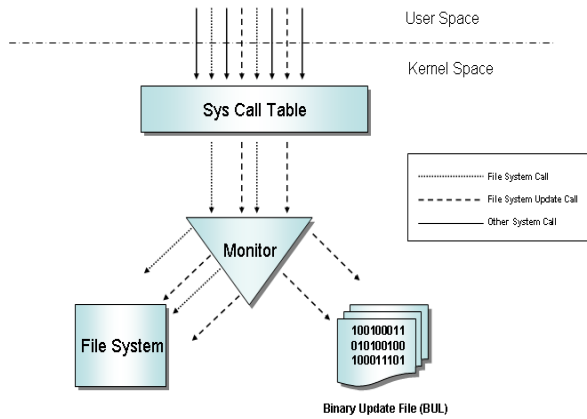 User Space
Kernel Space
Sys Call Table
File System Call
File System Update Call
Other System Call
Monitor
File System
100100011
010100100
100011101
Binary Update File (BUL)